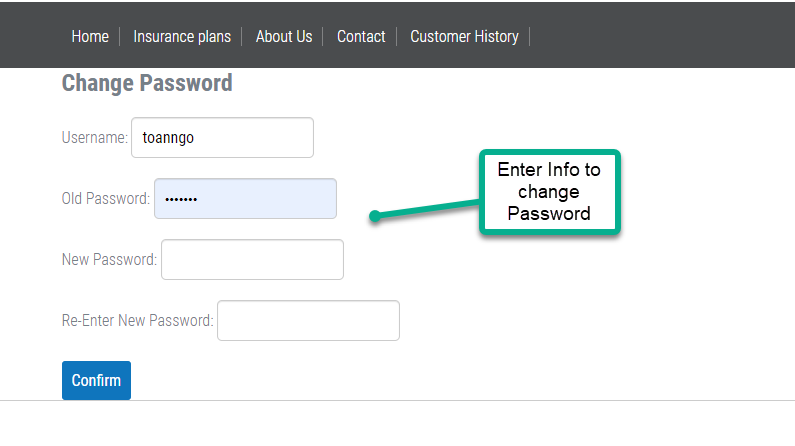 Home Insurance plans About Us Contact Customer History
Change Password
Username: toanngo
Old Password: •••••••
New Password:
Re-Enter New Password:
Confirm
Enter Info to
change
Password